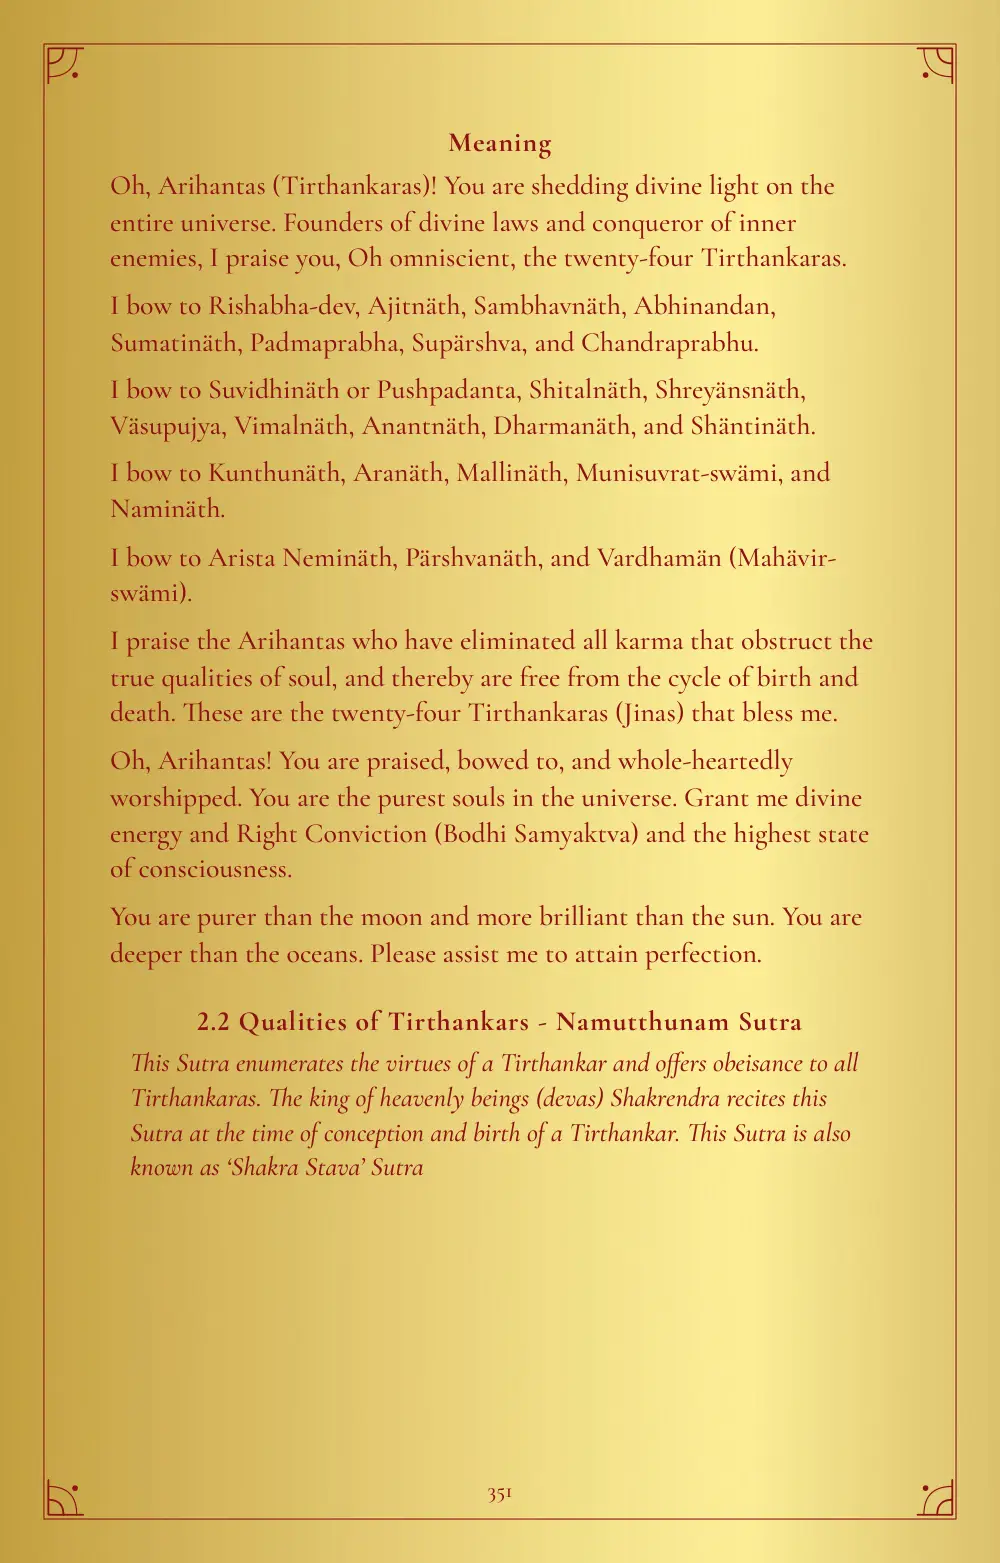 Meaning
Oh, Arihantas (Tirthankaras)! You are shedding divine light on the
entire universe. Founders of divine laws and conqueror of inner
enemies, I praise you, Oh omniscient, the twenty-four Tirthankaras.
I bow to Rishabha-dev, Ajitnäth, Sambhavnäth, Abhinandan,
Sumatinäth, Padmaprabha, Supärshva, and Chandraprabhu.
I bow to Suvidhinäth or Pushpadanta, Shitalnäth, Shreyänsnäth,
Väsupujya, Vimalnäth, Anantnäth, Dharmanäth, and Shäntinäth.
I bow to Kunthunäth, Aranäth, Mallinäth, Munisuvrat-swämi, and
Naminäth.
I bow to Arista Neminäth, Pärshvanäth, and Vardhamän (Mahävir-
swämi).
I praise the Arihantas who have eliminated all karma that obstruct the
true qualities of soul, and thereby are free from the cycle of birth and
death. These are the twenty-four Tirthankaras (Jinas) that bless me.
Oh, Arihantas! You are praised, bowed to, and whole-heartedly
worshipped. You are the purest souls in the universe. Grant me divine
energy and Right Conviction (Bodhi Samyaktva) and the highest state
of consciousness.
You are purer than the moon and more brilliant than the sun. You are
deeper than the oceans. Please assist me to attain perfection.
2.2 Qualities of Tirthankars - Namutthunam Sutra
This Sutra enumerates the virtues of a Tirthankar and offers obeisance to all
Tirthankaras. The king of heavenly beings (devas) Shakrendra recites this
Sutra at the time of conception and birth of a Tirthankar. This Sutra is also
known as ‘Shakra Stava’ Sutra
351